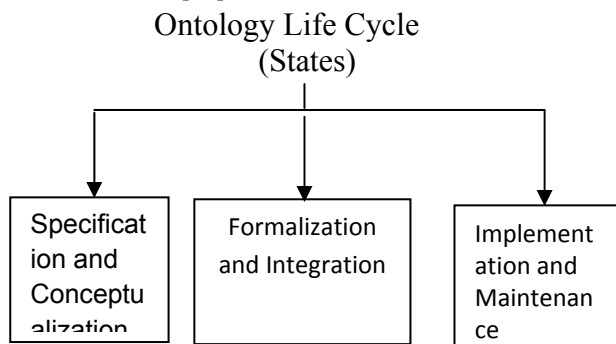 Ontology Life Cycle
(States)
Specificat
ion and
Conceptu
alization
Formalization
and Integration
Implement
ation and
Maintenan
ce